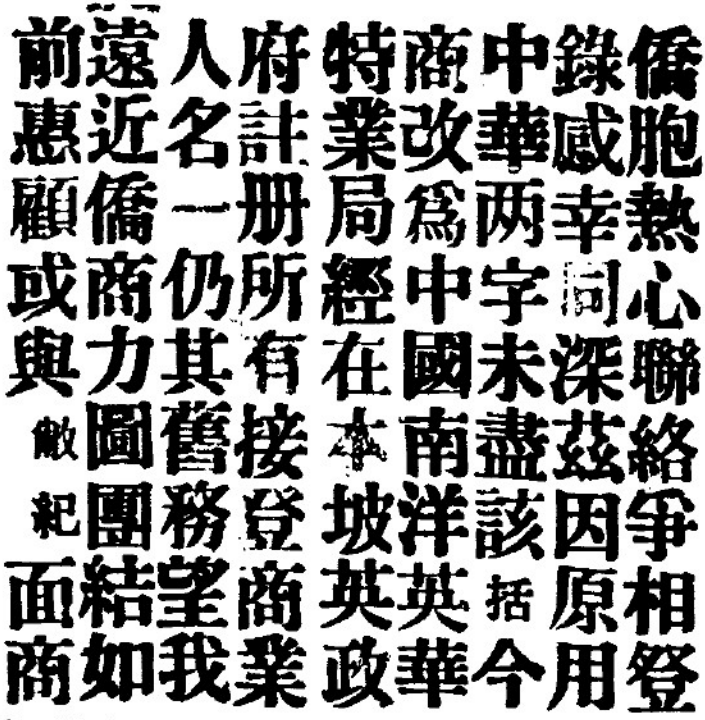 僑胞熱心聯絡爭相登
錄感幸同深茲因原用
中華两字未盡該括今
商改爲中國南洋英華
特業局經在本坡英政
府註册所有接登商業
人名一仍其舊務望我
遠近僑商力圖團結如
前惠顧或與敝紀面商